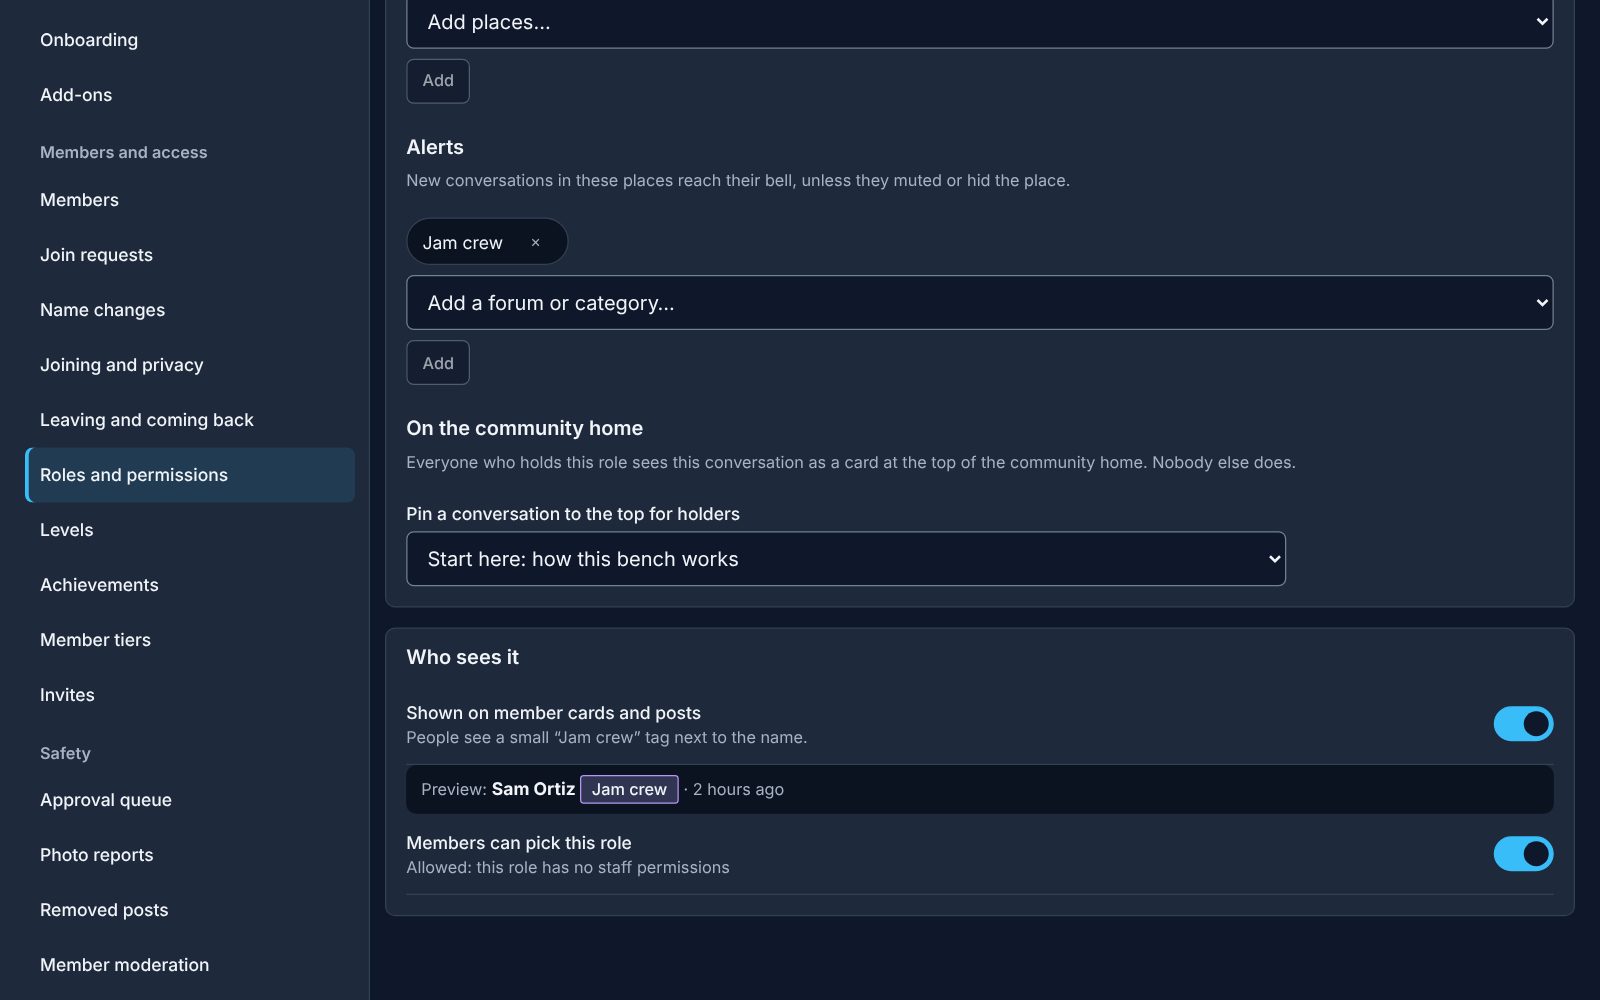 Onboarding
Add-ons
Members and access
Members
Join requests
Name changes
Joining and privacy
Leaving and coming back
Roles and permissions
Levels
Achievements
Member tiers
Invites
Safety
Approval queue
Photo reports
Removed posts
Member moderation
Add places...
Add
Alerts
New conversations in these places reach their bell, unless they muted or hid the place.
Jam crew ×
Add a forum or category...
Add
On the community home
Everyone who holds this role sees this conversation as a card at the top of the community home. Nobody else does.
Pin a conversation to the top for holders
Start here: how this bench works
Who sees it
Shown on member cards and posts
People see a small “Jam crew” tag next to the name.
Preview: Sam Ortiz Jam crew · 2 hours ago
Members can pick this role
Allowed: this role has no staff permissions